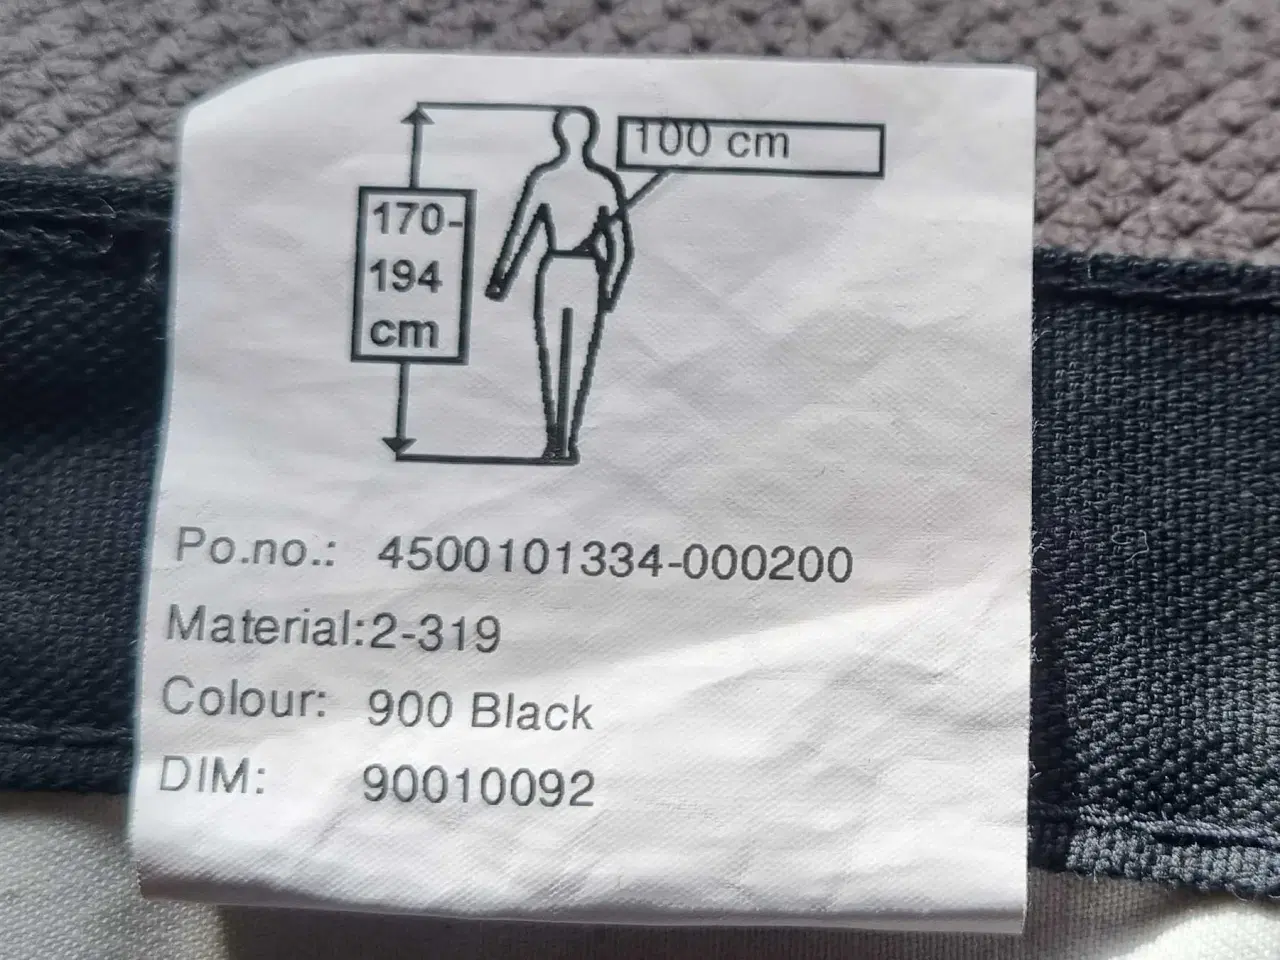 100 cm
170-
194
cm
Po.no.: 4500101334-000200
Material:2-319
Colour: 900 Black
DIM: 90010092